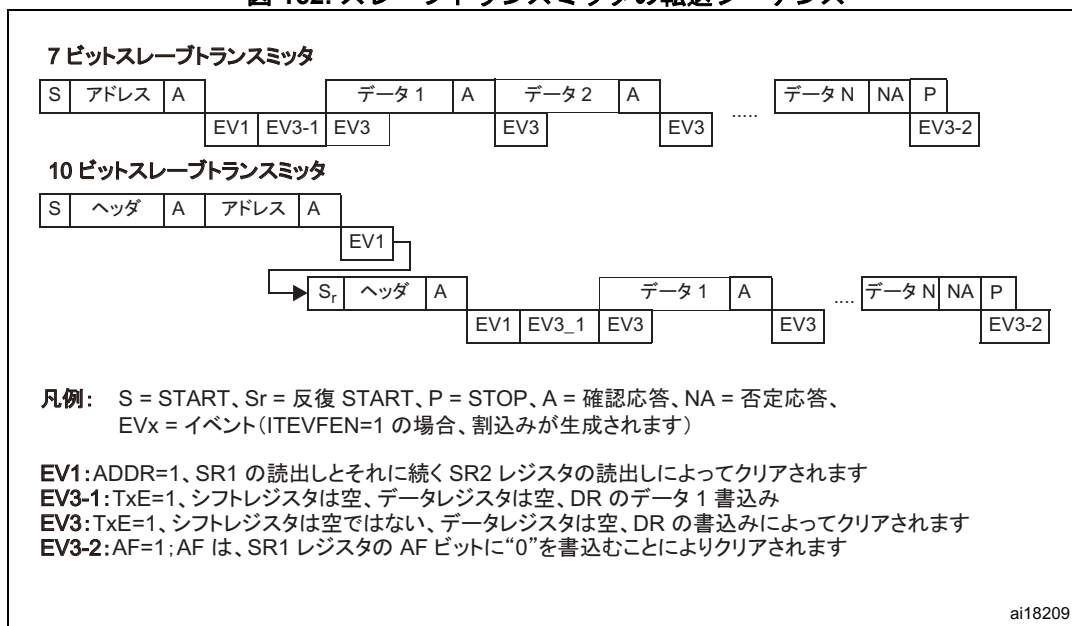 7 ビットスレーブトランスミッタ
S アドレス A データ 1 A データ 2 A ..... データ N NA P
EV1 EV3-1 EV3 EV3 EV3 EV3-2
10 ビットスレーブトランスミッタ
S ヘッダ A アドレス A
EV1
Sr ヘッダ A データ 1 A .... データ N NA P
EV1 EV3_1 EV3 EV3 EV3-2
凡例： S = START、Sr = 反復 START、P = STOP、A = 確認応答、NA = 否定応答、
EVx = イベント（ITEVFEN=1 の場合、割込みが生成されます）
EV1：ADDR=1、SR1 の読出しとそれに続く SR2 レジスタの読出しによってクリアされます
EV3-1：TxE=1、シフトレジスタは空、データレジスタは空、DR のデータ 1 書込み
EV3：TxE=1、シフトレジスタは空ではない、データレジスタは空、DR の書込みによってクリアされます
EV3-2：AF=1；AF は、SR1 レジスタの AF ビットに“0”を書込むことによりクリアされます
ai18209